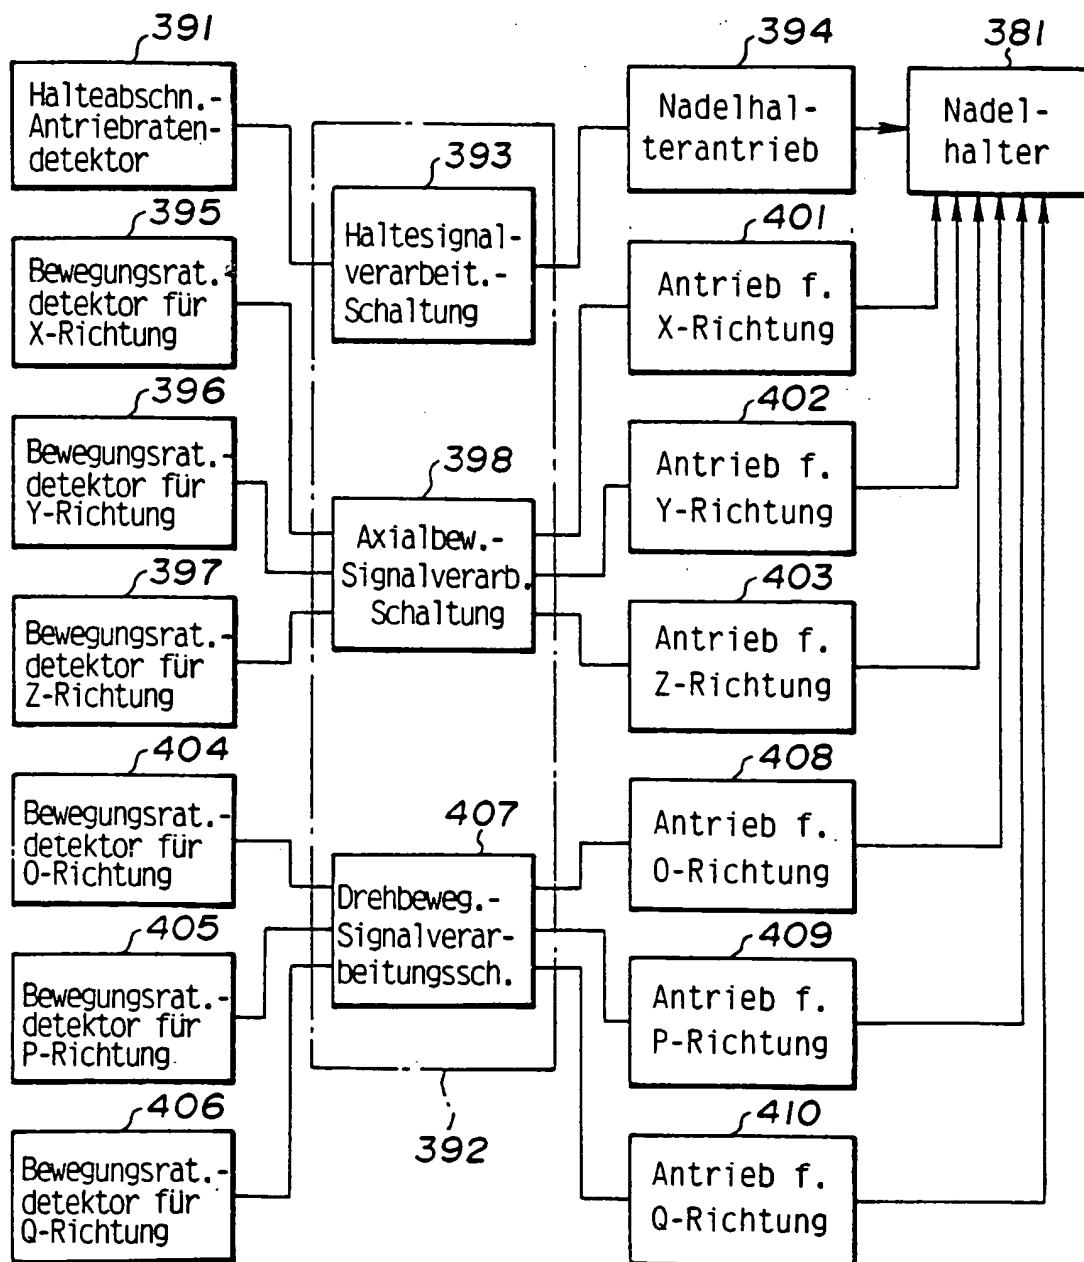 391
Halteabschn.-
Antriebraten-
detektor
393
Haltesignal-
verarbeit.-
Schaltung
394
Nadelhal-
terantrieb
381
Nadel-
halter
395
Bewegungsrat.-
detektor für
X-Richtung
401
Antrieb f.
X-Richtung
396
Bewegungsrat.-
detektor für
Y-Richtung
398
Axialbew.-
Signalverarb.
Schaltung
402
Antrieb f.
Y-Richtung
397
Bewegungsrat.-
detektor für
Z-Richtung
403
Antrieb f.
Z-Richtung
404
Bewegungsrat.-
detektor für
O-Richtung
407
Drehbeweg.-
Signalverar-
beitungssch.
408
Antrieb f.
O-Richtung
405
Bewegungsrat.-
detektor für
P-Richtung
409
Antrieb f.
P-Richtung
406
Bewegungsrat.-
detektor für
Q-Richtung
392
410
Antrieb f.
Q-Richtung